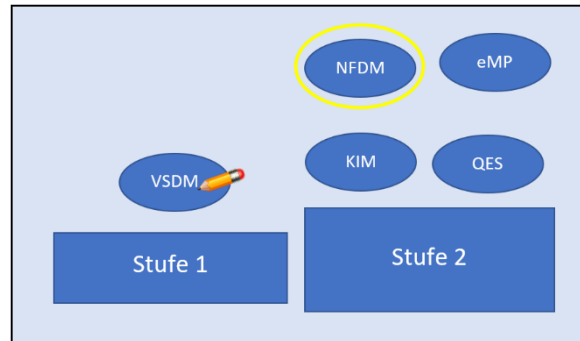 NFDM
eMP
VSDM
KIM
QES
Stufe 1
Stufe 2